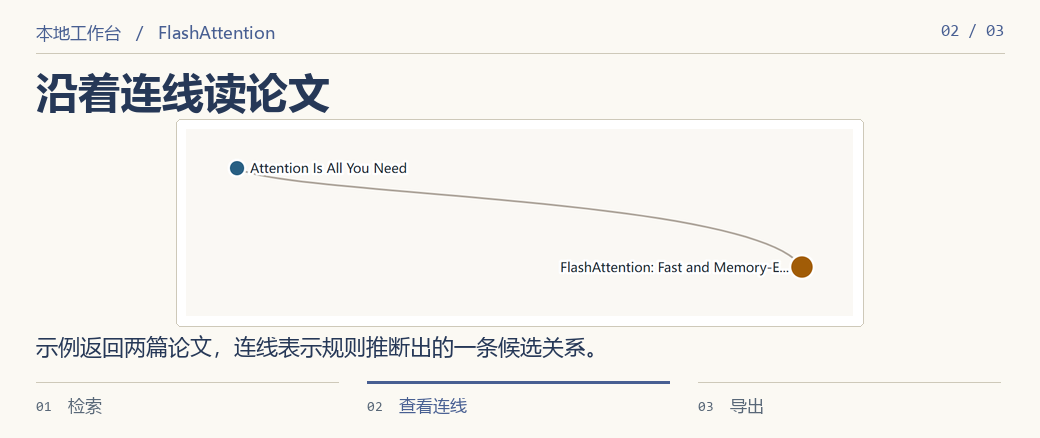 本地工作台 / FlashAttention
02 / 03
沿着连线读论文
Attention Is All You Need
FlashAttention: Fast and Memory-E...
示例返回两篇论文，连线表示规则推断出的一条候选关系。
01 检索
02 查看连线
03 导出